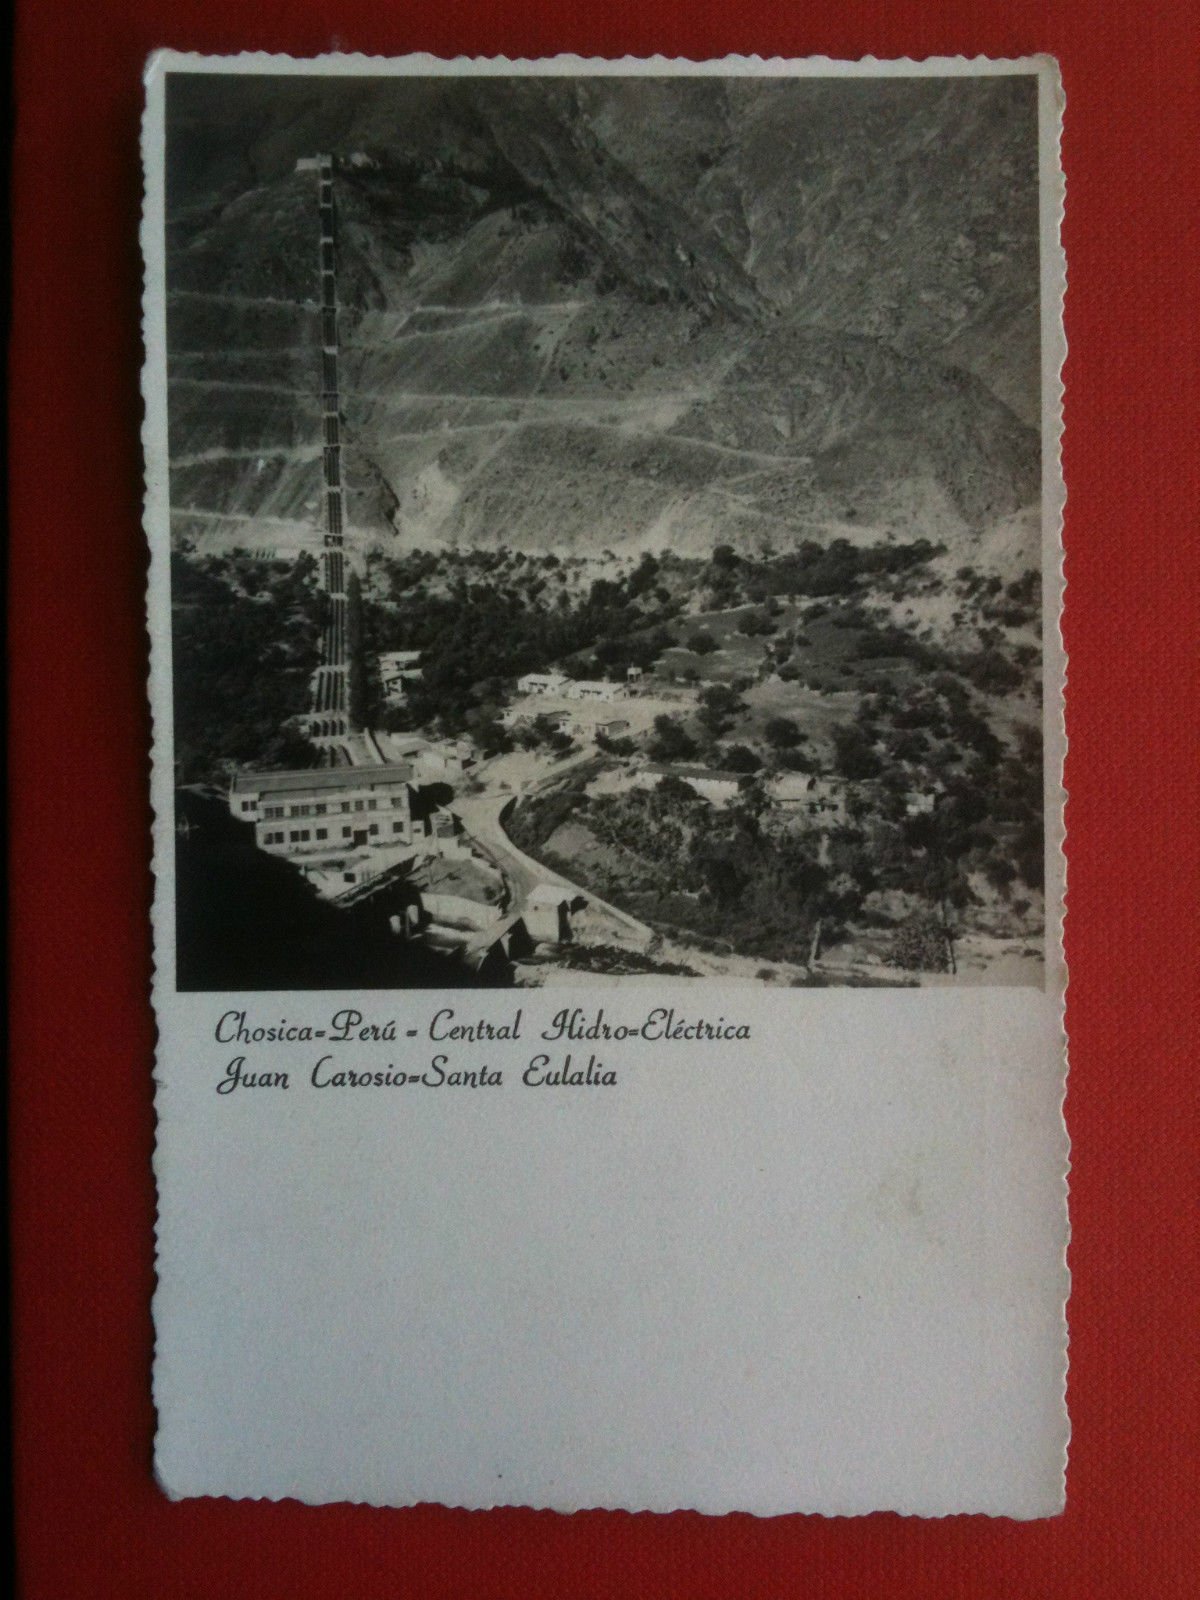 Chosica=Perú = Central Hidro=Eléctrica
Juan Carosio=Santa Eulalia